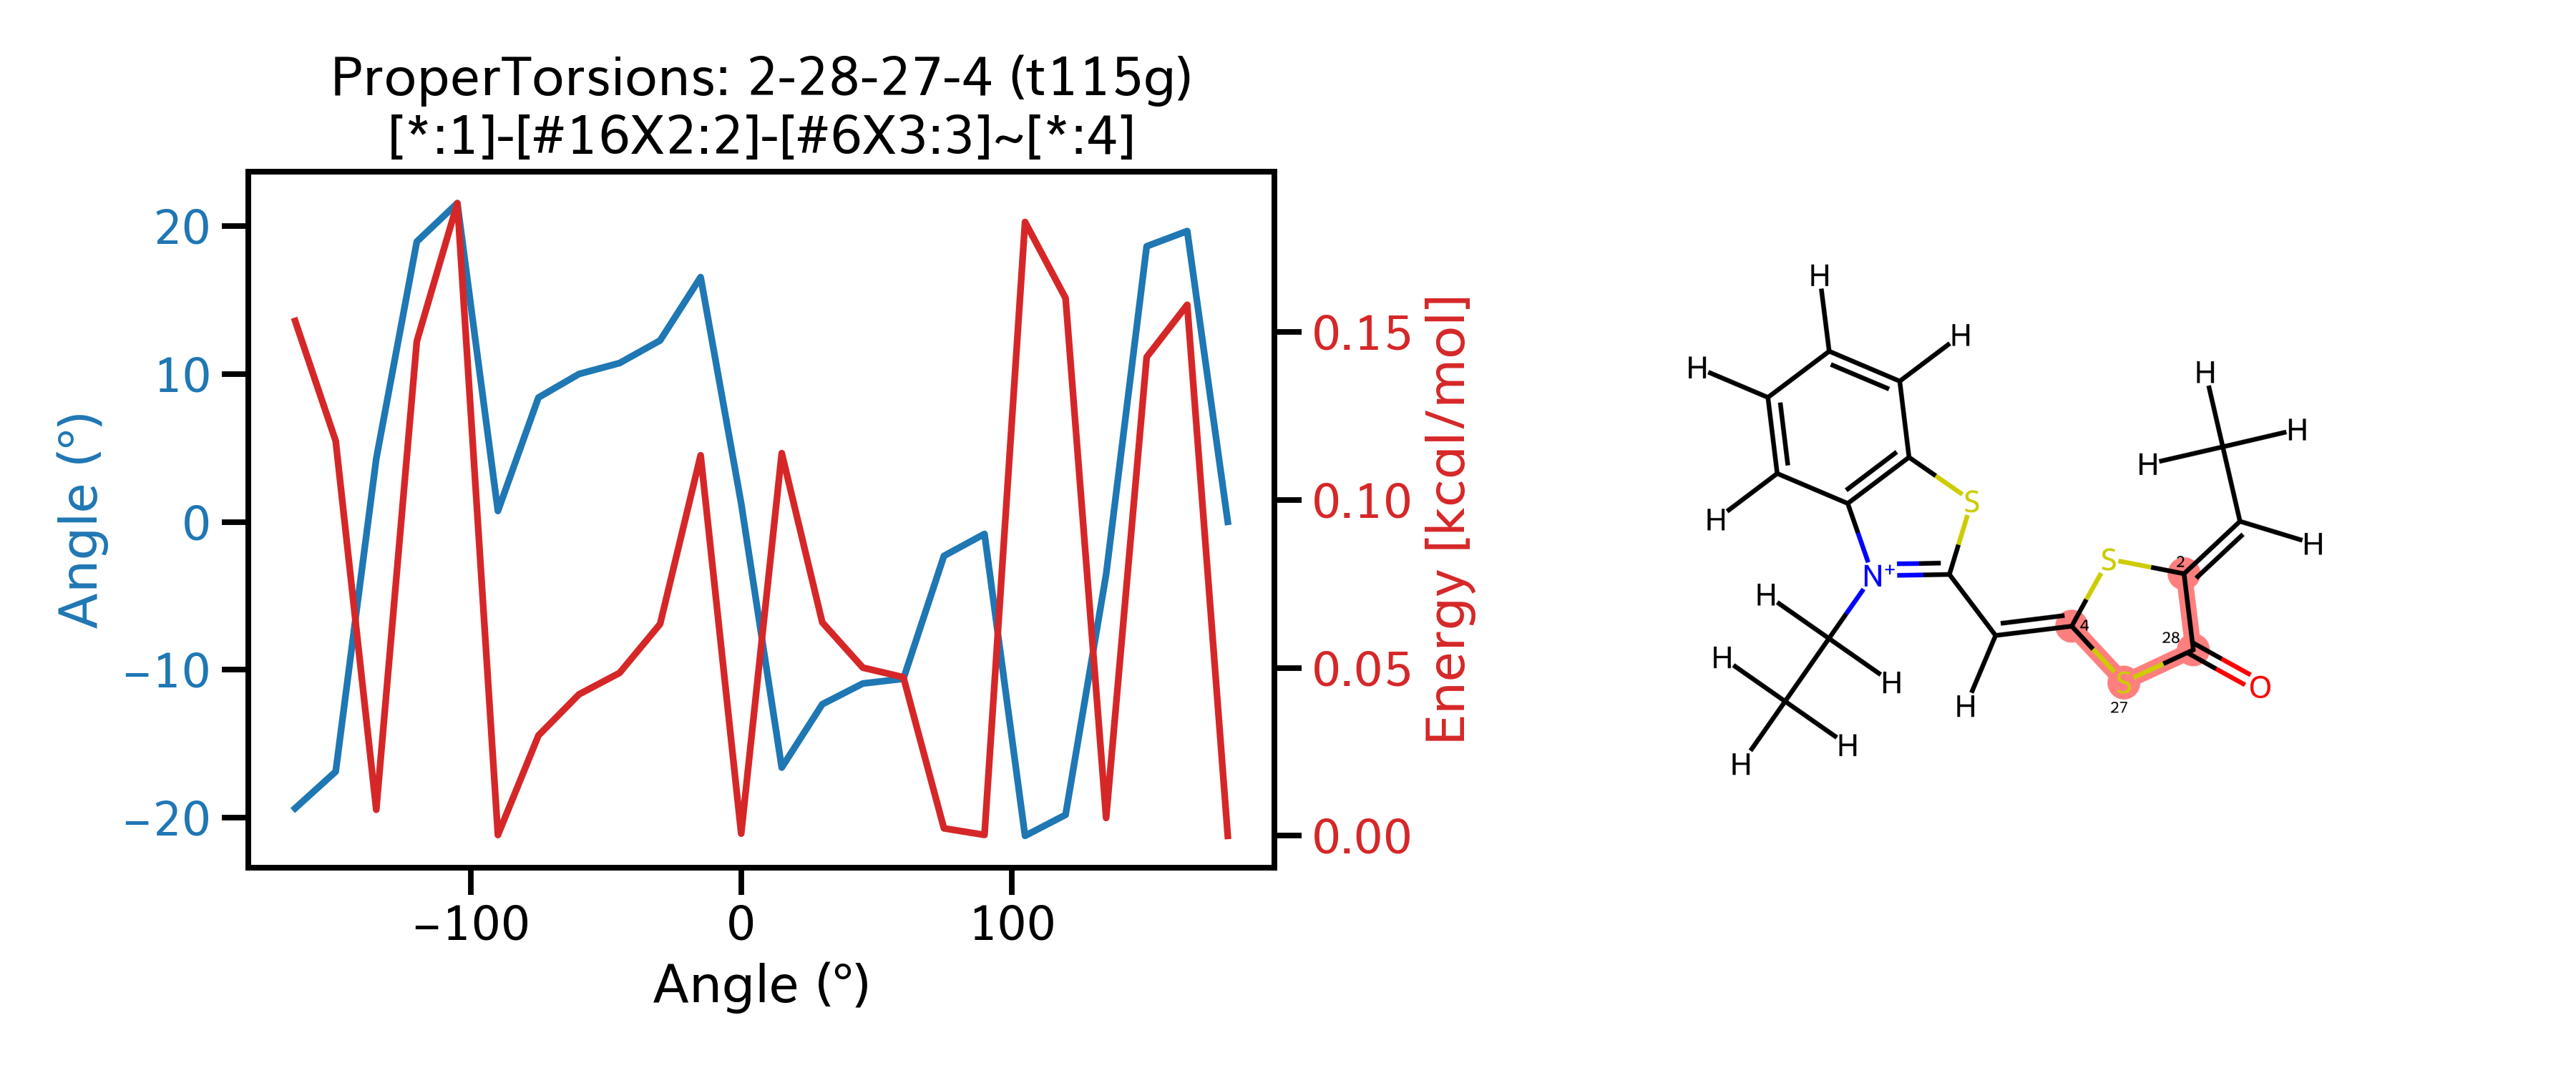 ProperTorsions: 2-28-27-4 (t115g)
[*:1]-[#16X2:2]-[#6X3:3]~[*:4]
20
10
0
−10
−20
Angle (°)
0.15
0.10
0.05
0.00
Energy [kcal/mol]
−100
0
100
Angle (°)
H
H
H
H
H
H
H
S
H
S
2
H
N+
H
4
28
S
27
O
H
H
H
H
H